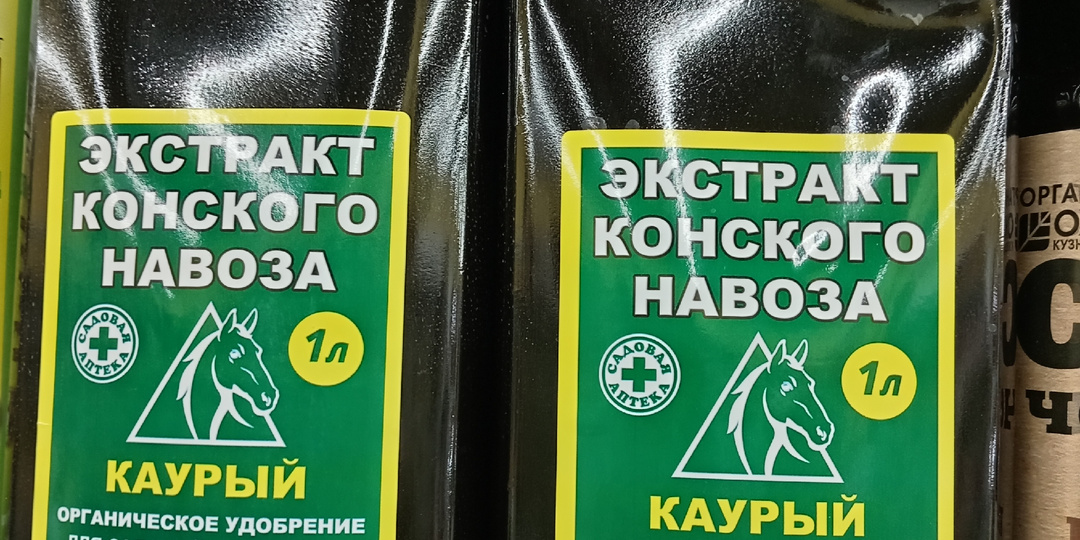 ЭКСТРАКТ
КОНСКОГО
НАВОЗА
САДОВАЯ
АПТЕКА
1л
КАУРЫЙ
ОРГАНИЧЕСКОЕ УДОБРЕНИЕ
ЭКСТРАКТ
КОНСКОГО
НАВОЗА
САДОВАЯ
АПТЕКА
1л
КАУРЫЙ